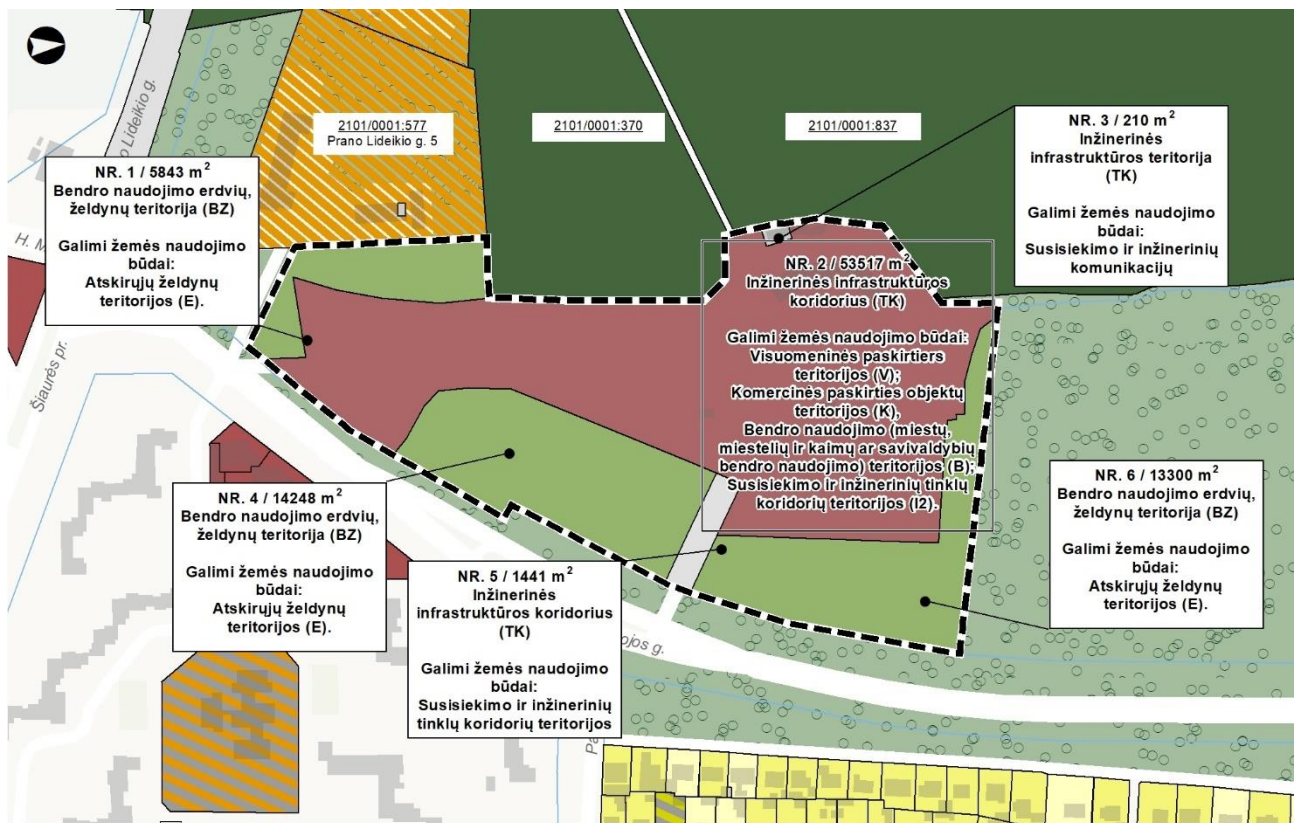 Prano Lideikio g.
2101/0001:577
Prano Lideikio g. 5
2101/0001:370
2101/0001:837
NR. 3 / 210 m²
Inžinerinės
infrastruktūros teritorija
(TK)
Galimi žemės naudojimo
būdai:
Susisiekimo ir inžinerinių
komunikacijų
NR. 1 / 5843 m²
Bendro naudojimo erdvių,
želdynų teritorija (BZ)
Galimi žemės naudojimo
būdai:
Atskirųjų želdynų
teritorijos (E).
H. M
Šiaurės pr.
NR. 2 / 53517 m²
Inžinerinės infrastruktūros
koridorius (TK)
Galimi žemės naudojimo būdai:
Visuomeninės paskirtiers
teritorijos (V);
Komercinės paskirties objektų
teritorijos (K),
Bendro naudojimo (miestų,
miestelių ir kaimų ar savivaldybių
bendro naudojimo) teritorijos (B);
Susisiekimo ir inžinerinių tinklų
koridorių teritorijos (I2).
NR. 4 / 14248 m²
Bendro naudojimo erdvių,
želdynų teritorija (BZ)
Galimi žemės naudojimo
būdai:
Atskirųjų želdynų
teritorijos (E).
NR. 5 / 1441 m²
Inžinerinės
infrastruktūros koridorius
(TK)
Galimi žemės naudojimo
būdai:
Susisiekimo ir inžinerinių
tinklų koridorių teritorijos
NR. 6 / 13300 m²
Bendro naudojimo erdvių,
želdynų teritorija (BZ)
Galimi žemės naudojimo
būdai:
Atskirųjų želdynų
teritorijos (E).
ojos g.
Pa